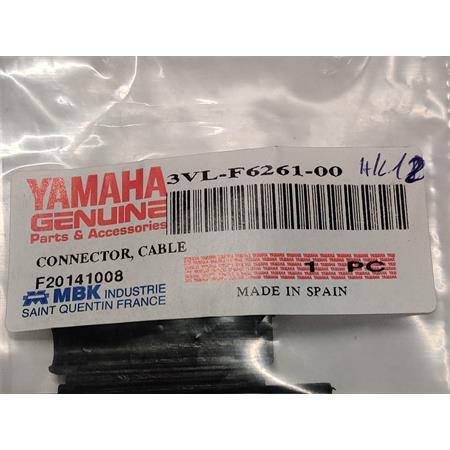 YAMAHA
GENUINE
Parts & Accessories
3VL-F6261-00
HK12
CONNECTOR, CABLE
F20141008
1 PC
MBK INDUSTRIE
SAINT QUENTIN FRANCE
MADE IN SPAIN